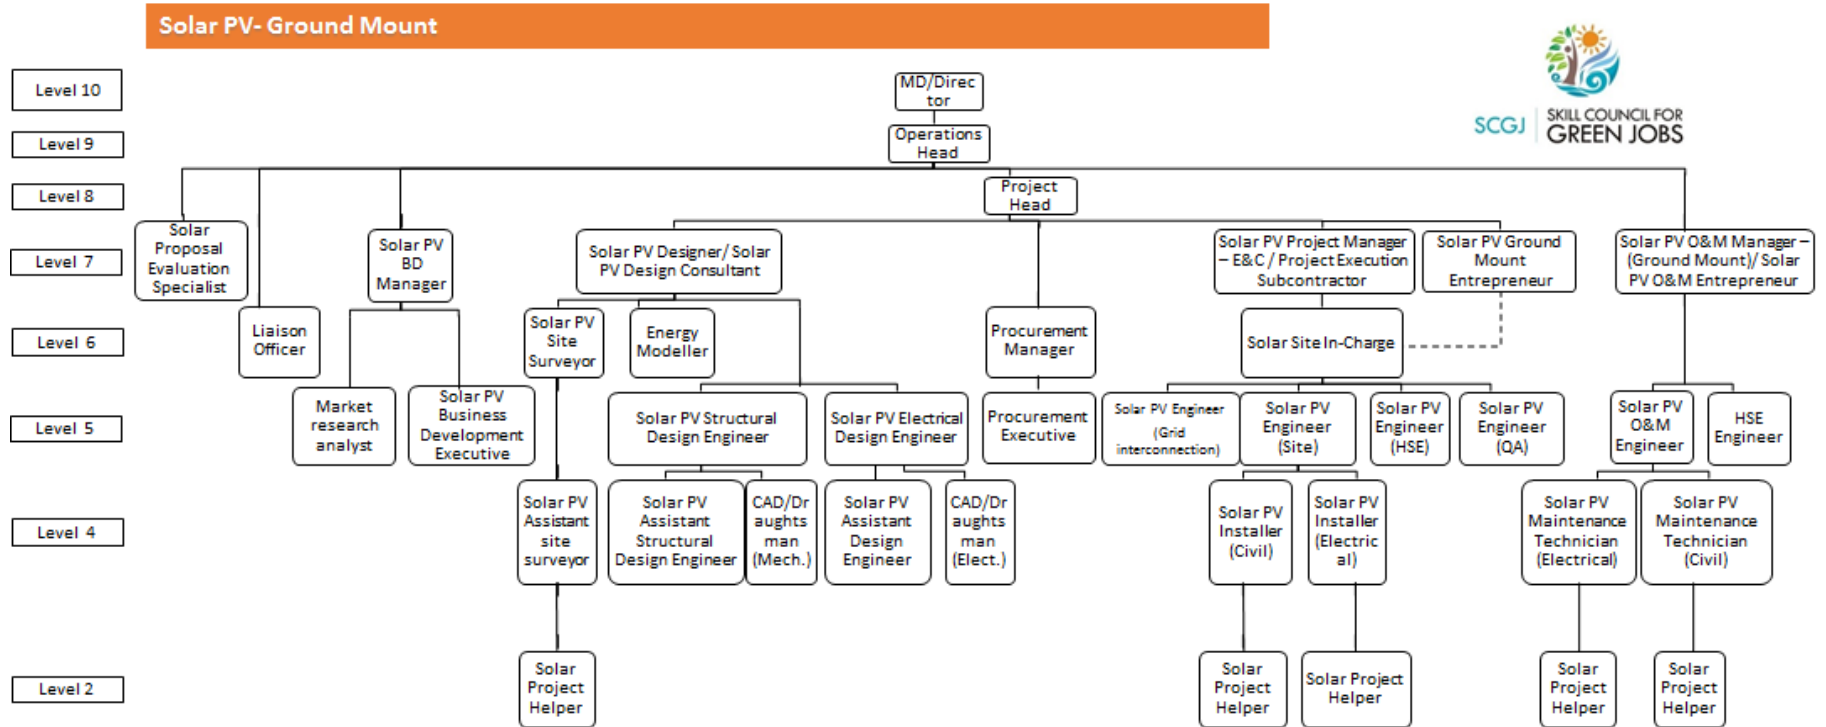 Solar PV- Ground Mount
SCGJ
SKILL COUNCIL FOR
GREEN JOBS
Level 10
MD/Direc
tor
Level 9
Operations
Head
Level 8
Project
Head
Level 7
Solar
Proposal
Evaluation
Specialist
Solar PV
BD
Manager
Solar PV Designer/ Solar
PV Design Consultant
Solar PV Project Manager
– E&C / Project Execution
Subcontractor
Solar PV Ground
Mount
Entrepreneur
Solar PV O&M Manager –
(Ground Mount)/ Solar
PV O&M Entrepreneur
Level 6
Liaison
Officer
Solar PV
Site
Surveyor
Energy
Modeller
Procurement
Manager
Solar Site In-Charge
Level 5
Market
research
analyst
Solar PV
Business
Development
Executive
Solar PV Structural
Design Engineer
Solar PV Electrical
Design Engineer
Procurement
Executive
Solar PV Engineer
(Grid
interconnection)
Solar PV
Engineer
(Site)
Solar PV
Engineer
(HSE)
Solar PV
Engineer
(QA)
Solar PV
O&M
Engineer
HSE
Engineer
Level 4
Solar PV
Assistant
site
surveyor
Solar PV
Assistant
Structural
Design Engineer
CAD/Dr
aughts
man
(Mech.)
Solar PV
Assistant
Design
Engineer
CAD/Dr
aughts
man
(Elect.)
Solar PV
Installer
(Civil)
Solar PV
Installer
(Electric
al)
Solar PV
Maintenance
Technician
(Electrical)
Solar PV
Maintenance
Technician
(Civil)
Level 2
Solar
Project
Helper
Solar
Project
Helper
Solar Project
Helper
Solar
Project
Helper
Solar
Project
Helper